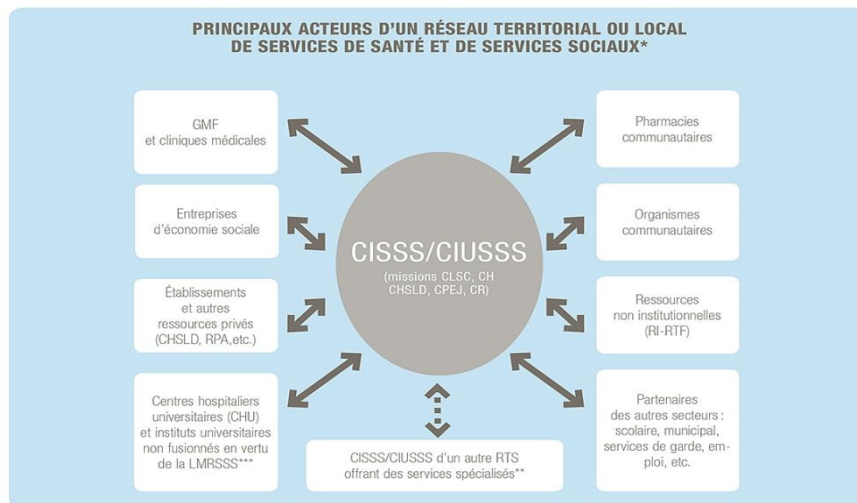 PRINCIPAUX ACTEURS D'UN RÉSEAU TERRITORIAL OU LOCAL
DE SERVICES DE SANTÉ ET DE SERVICES SOCIAUX*
GMF
et cliniques médicales
Entreprises
d'économie sociale
Établissements
et autres
ressources privés
(CHSLD, RPA,etc.)
Centres hospitaliers
universitaires (CHU)
et instituts universitaires
non fusionnés en vertu
de la LMRSSS***
CISSS/CIUSSS
(missions CLSC, CH
CHSLD, CPEJ, CR)
CISSS/CIUSSS d'un autre RTS
offrant des services spécialisés**
Pharmacies
communautaires
Organismes
communautaires
Ressources
non institutionnelles
(RI-RTF)
Partenaires
des autres secteurs :
scolaire, municipal,
services de garde, em-
ploi, etc.